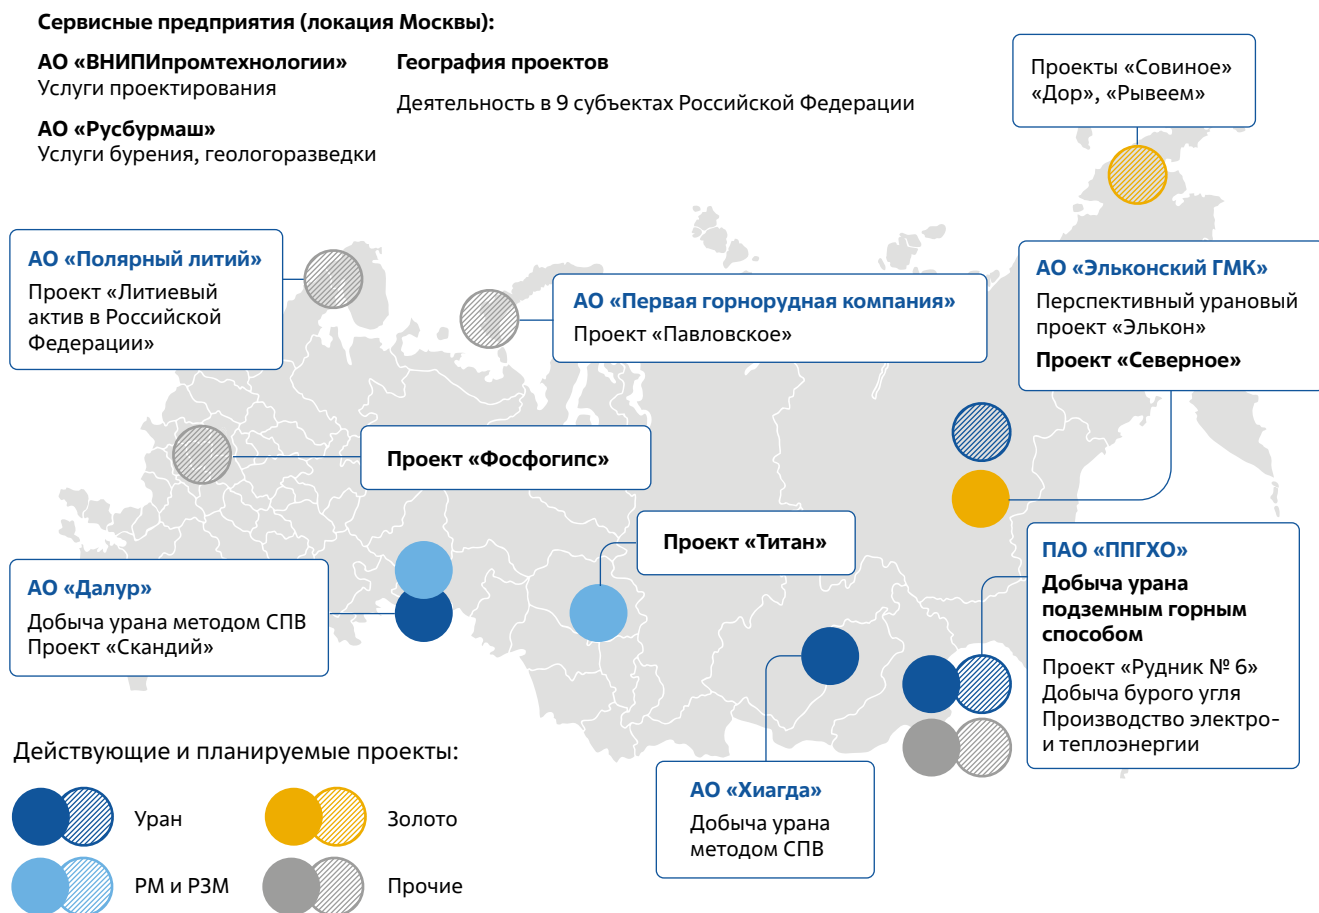 Сервисные предприятия (локация Москвы):
АО «ВНИПИпромтехнологии»
Услуги проектирования
АО «Русбурмаш»
Услуги бурения, геологоразведки
География проектов
Деятельность в 9 субъектах Российской Федерации
Проекты «Совиное»
«Дор», «Рывеем»
АО «Полярный литий»
Проект «Литиевый
актив в Российской
Федерации»
АО «Первая горнорудная компания»
Проект «Павловское»
АО «Эльконский ГМК»
Перспективный урановый
проект «Элькон»
Проект «Северное»
Проект «Фосфогипс»
Проект «Титан»
АО «Далур»
Добыча урана методом СПВ
Проект «Скандий»
ПАО «ППГХО»
Добыча урана
подземным горным
способом
Проект «Рудник № 6»
Добыча бурого угля
Производство электро-
и теплоэнергии
АО «Хиагда»
Добыча урана
методом СПВ
Действующие и планируемые проекты:
Уран
Золото
РМ и РЗМ
Прочие